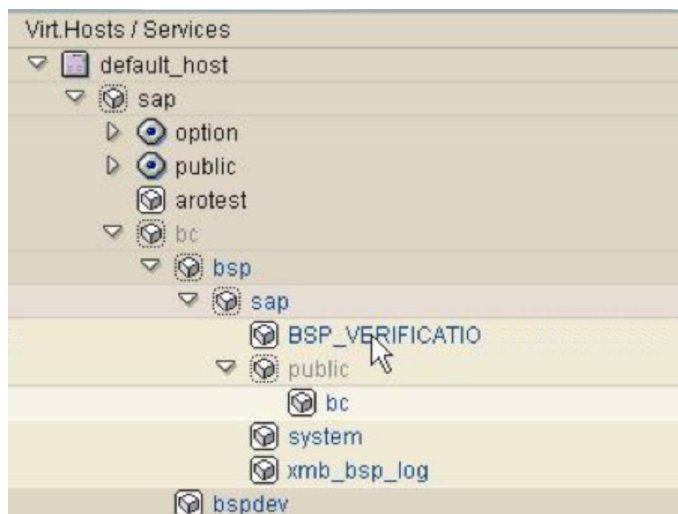 Virt.Hosts / Services
default_host
sap
option
public
arotest
bc
bsp
sap
BSP_VERIFICATIO
public
bc
system
xmb_bsp_log
bspdev